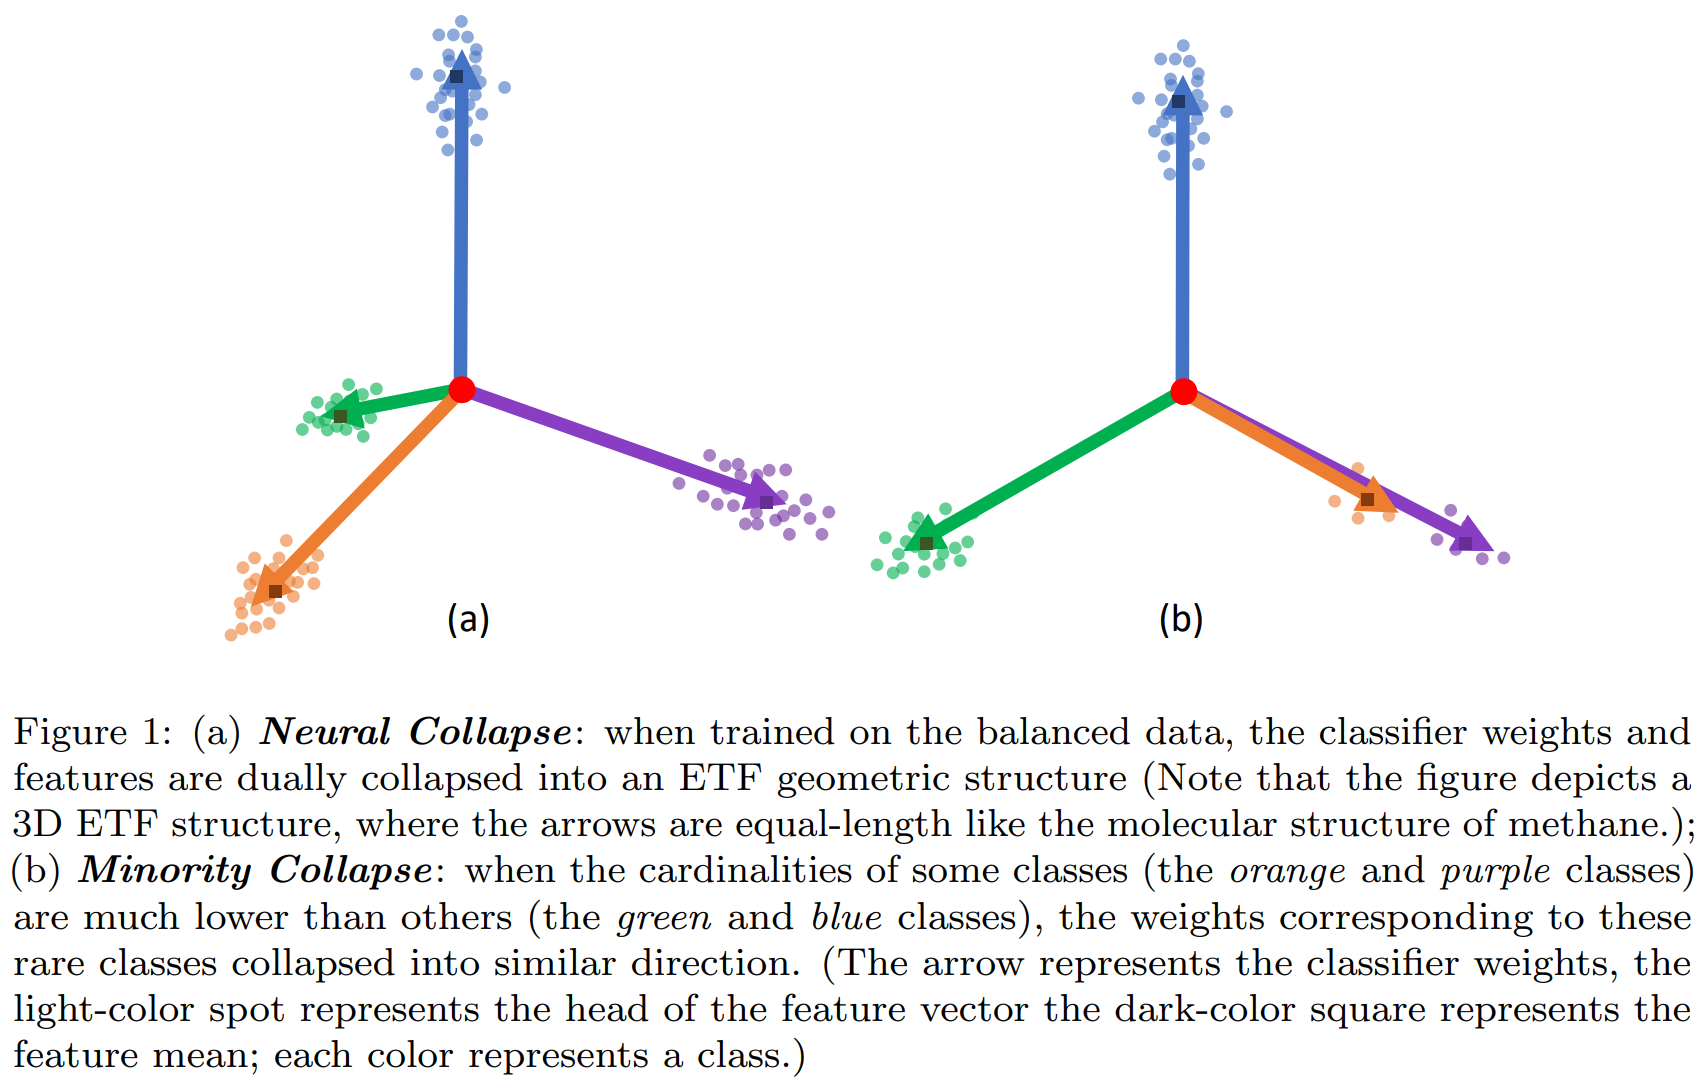 (a)
(b)
Figure 1: (a) Neural Collapse: when trained on the balanced data, the classifier weights and
features are dually collapsed into an ETF geometric structure (Note that the figure depicts a
3D ETF structure, where the arrows are equal-length like the molecular structure of methane.);
(b) Minority Collapse: when the cardinalities of some classes (the orange and purple classes)
are much lower than others (the green and blue classes), the weights corresponding to these
rare classes collapsed into similar direction. (The arrow represents the classifier weights, the
light-color spot represents the head of the feature vector the dark-color square represents the
feature mean; each color represents a class.)